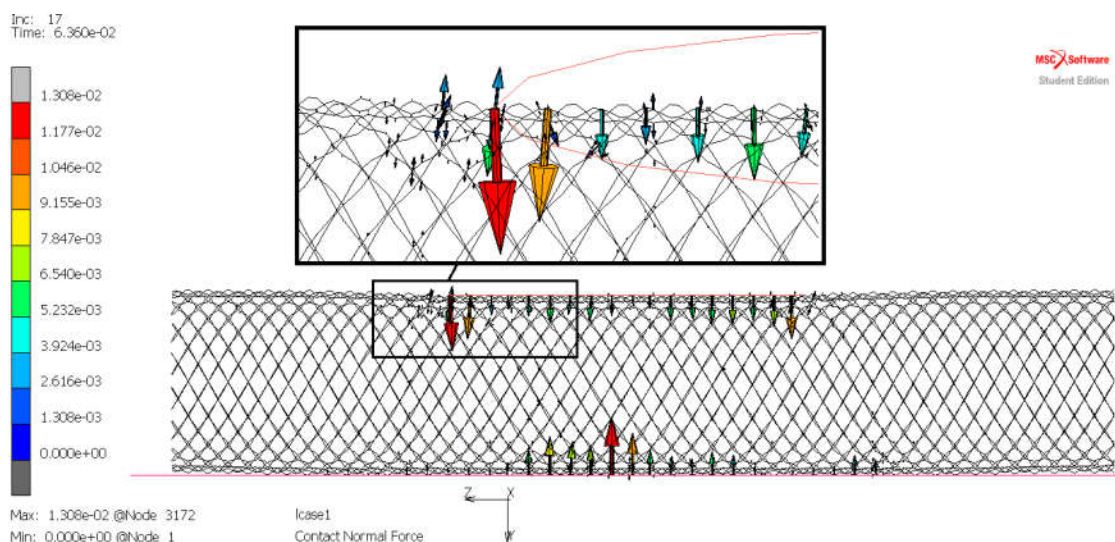 Inc: 17
Time: 6.360e-02
MSC Software
Student Edition
1.308e-02
1.177e-02
1.046e-02
9.155e-03
7.847e-03
6.540e-03
5.232e-03
3.924e-03
2.616e-03
1.308e-03
0.000e+00
Z X
Y
Max: 1.308e-02 @Node 3172
lcase1
Min: 0.000e+00 @Node 1
Contact Normal Force